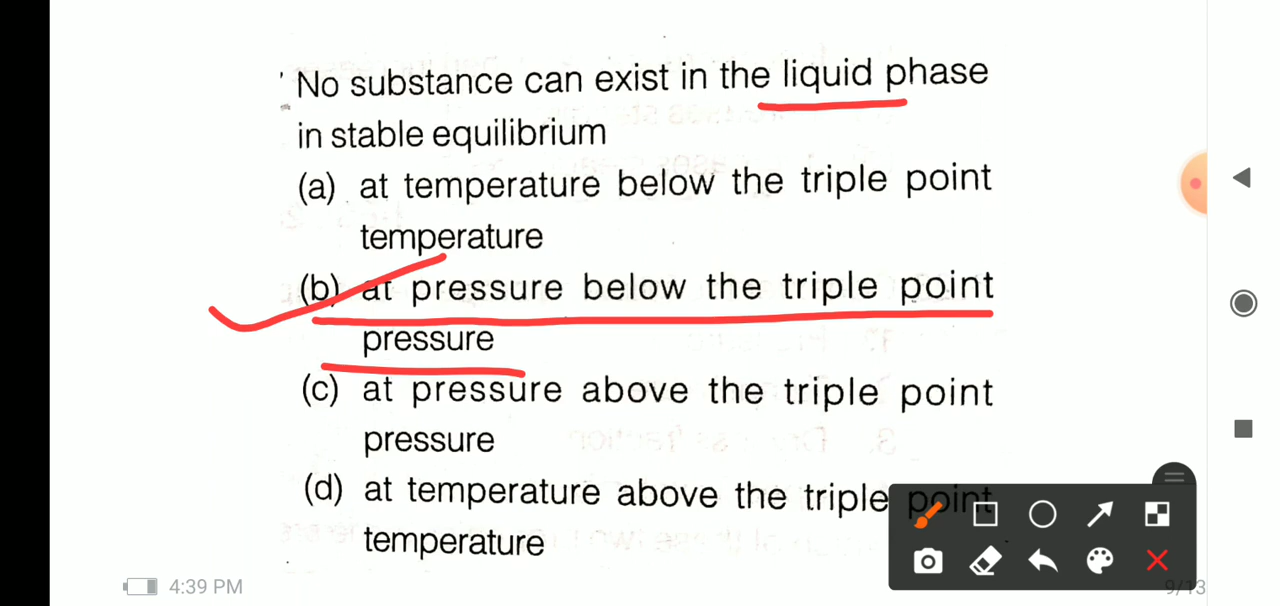 No substance can exist in the liquid phase
in stable equilibrium
(a) at temperature below the triple point
temperature
(b) at pressure below the triple point
pressure
(c) at pressure above the triple point
pressure
(d) at temperature above the triple point
temperature
4:39 PM
9/13